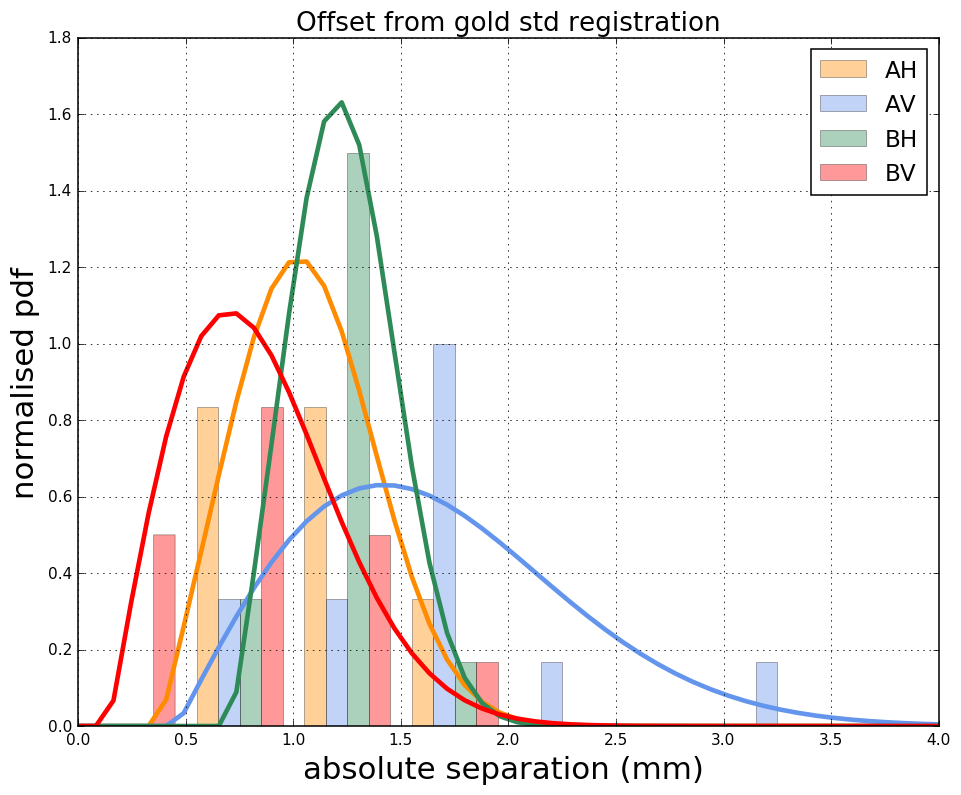 Offset from gold std registration
AH
AV
BH
BV
normalised pdf
1.8
1.6
1.4
1.2
1.0
0.8
0.6
0.4
0.2
0.0
0.0 0.5 1.0 1.5 2.0 2.5 3.0 3.5 4.0
absolute separation (mm)